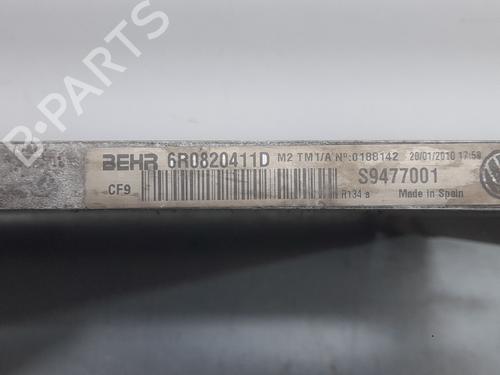 BEHR 6R0820411D M2 TM1/A Nº:0188142 20/01/2010 17:58
CF9 R134 a S9477001
Made in Spain
B-PARTS